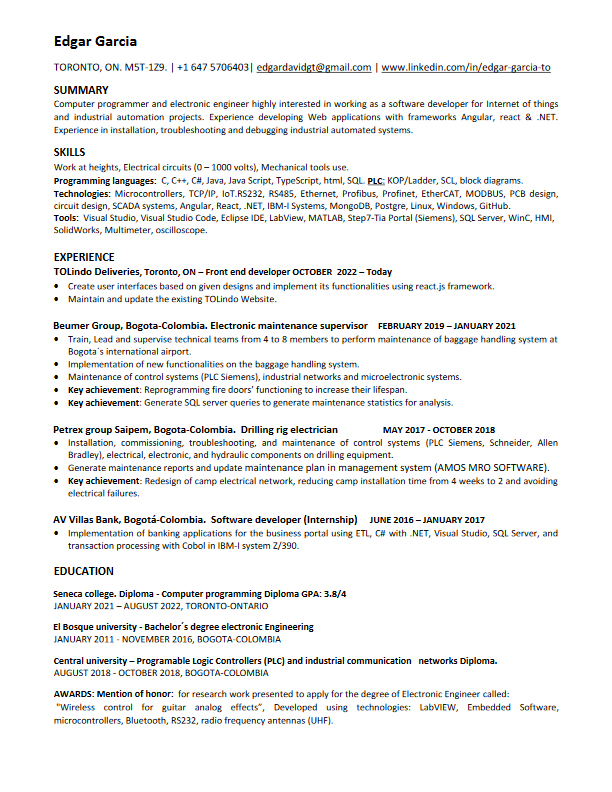 Edgar Garcia
TORONTO, ON. M5T-1Z9. | +1 647 5706403| edgardavidgt@gmail.com | www.linkedin.com/in/edgar-garcia-to
SUMMARY
Computer programmer and electronic engineer highly interested in working as a software developer for Internet of things
and industrial automation projects. Experience developing Web applications with frameworks Angular, react & .NET.
Experience in installation, troubleshooting and debugging industrial automated systems.
SKILLS
Work at heights, Electrical circuits (0 – 1000 volts), Mechanical tools use.
Programming languages: C, C++, C#, Java, Java Script, TypeScript, html, SQL. PLC: KOP/Ladder, SCL, block diagrams.
Technologies: Microcontrollers, TCP/IP, IoT.RS232, RS485, Ethernet, Profibus, Profinet, EtherCAT, MODBUS, PCB design,
circuit design, SCADA systems, Angular, React, .NET, IBM-I Systems, MongoDB, Postgre, Linux, Windows, GitHub.
Tools: Visual Studio, Visual Studio Code, Eclipse IDE, LabView, MATLAB, Step7-Tia Portal (Siemens), SQL Server, WinC, HMI,
SolidWorks, Multimeter, oscilloscope.
EXPERIENCE
TOLindo Deliveries, Toronto, ON – Front end developer OCTOBER 2022 – Today
• Create user interfaces based on given designs and implement its functionalities using react.js framework.
• Maintain and update the existing TOLindo Website.
Beumer Group, Bogota-Colombia. Electronic maintenance supervisor FEBRUARY 2019 – JANUARY 2021
• Train, Lead and supervise technical teams from 4 to 8 members to perform maintenance of baggage handling system at
Bogota´s international airport.
• Implementation of new functionalities on the baggage handling system.
• Maintenance of control systems (PLC Siemens), industrial networks and microelectronic systems.
• Key achievement: Reprogramming fire doors’ functioning to increase their lifespan.
• Key achievement: Generate SQL server queries to generate maintenance statistics for analysis.
Petrex group Saipem, Bogota-Colombia. Drilling rig electrician MAY 2017 - OCTOBER 2018
• Installation, commissioning, troubleshooting, and maintenance of control systems (PLC Siemens, Schneider, Allen
Bradley), electrical, electronic, and hydraulic components on drilling equipment.
• Generate maintenance reports and update maintenance plan in management system (AMOS MRO SOFTWARE).
• Key achievement: Redesign of camp electrical network, reducing camp installation time from 4 weeks to 2 and avoiding
electrical failures.
AV Villas Bank, Bogotá-Colombia. Software developer (Internship) JUNE 2016 – JANUARY 2017
• Implementation of banking applications for the business portal using ETL, C# with .NET, Visual Studio, SQL Server, and
transaction processing with Cobol in IBM-I system Z/390.
EDUCATION
Seneca college. Diploma - Computer programming Diploma GPA: 3.8/4
JANUARY 2021 – AUGUST 2022, TORONTO-ONTARIO
El Bosque university - Bachelor´s degree electronic Engineering
JANUARY 2011 - NOVEMBER 2016, BOGOTA-COLOMBIA
Central university – Programable Logic Controllers (PLC) and industrial communication networks Diploma.
AUGUST 2018 - OCTOBER 2018, BOGOTA-COLOMBIA
AWARDS: Mention of honor: for research work presented to apply for the degree of Electronic Engineer called:
"Wireless control for guitar analog effects”, Developed using technologies: LabVIEW, Embedded Software,
microcontrollers, Bluetooth, RS232, radio frequency antennas (UHF).